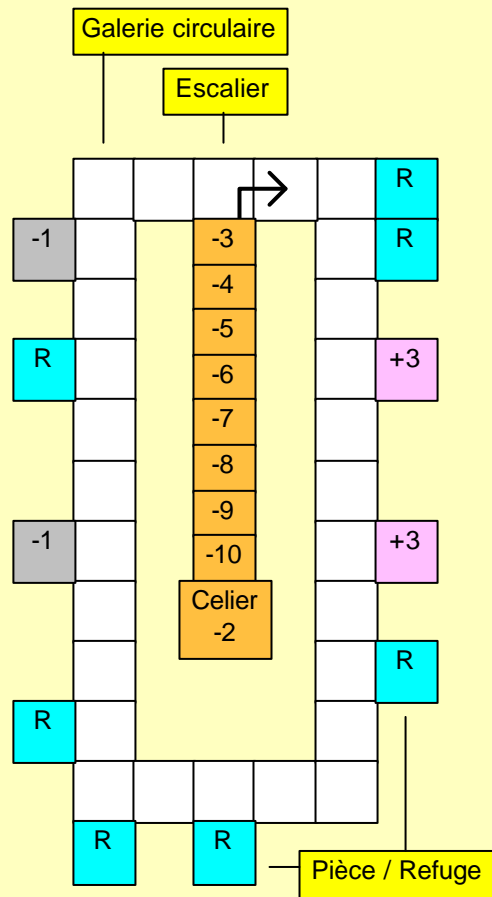 Galerie circulaire
Escalier
R
-1
-3
R
-4
-5
R
-6
+3
-7
-8
-9
-1
-10
+3
Celier
-2
R
R
R
R
Pièce / Refuge